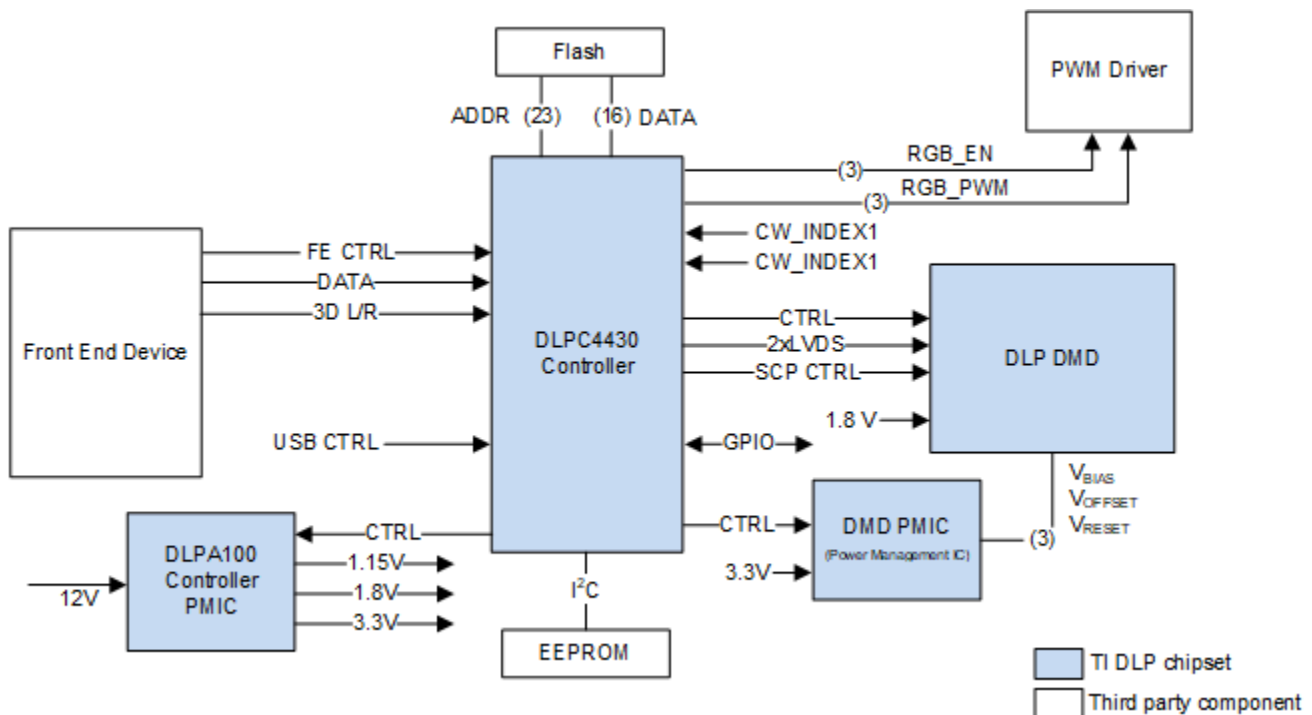 Flash
PWM Driver
ADDR (23) (16) DATA
RGB_EN
(3)
RGB_PWM
(3)
FE CTRL
DATA
3D L/R
Front End Device
CW_INDEX1
CW_INDEX1
DLPC4430
Controller
CTRL
2xLVDS
SCP CTRL
1.8 V
DLP DMD
USB CTRL
GPIO
VBIAS
VOFFSET
VRESET
(3)
CTRL
DMD PMIC
(Power Management IC)
3.3V
CTRL
DLPA100
Controller
PMIC
12V
1.15V
1.8V
3.3V
I²C
EEPROM
TI DLP chipset
Third party component